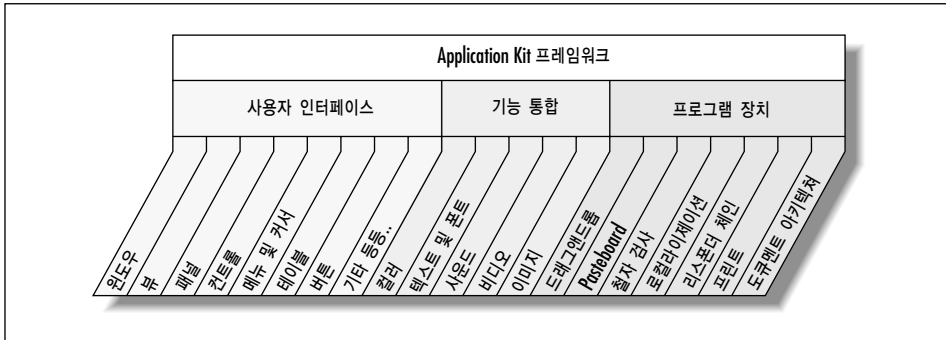 Application Kit 프레임워크
사용자 인터페이스
기능 통합
프로그램 장치
윈도우
뷰
패널
컨트롤
메뉴 및 커서
테이블
버튼
기타 등등..
컬러
텍스트 및 폰트
사운드
비디오
이미지
드래그앤드롭
Pasteboard
철자 검사
로컬라이제이션
리스폰더 체인
프린트
도큐멘트 아키텍쳐